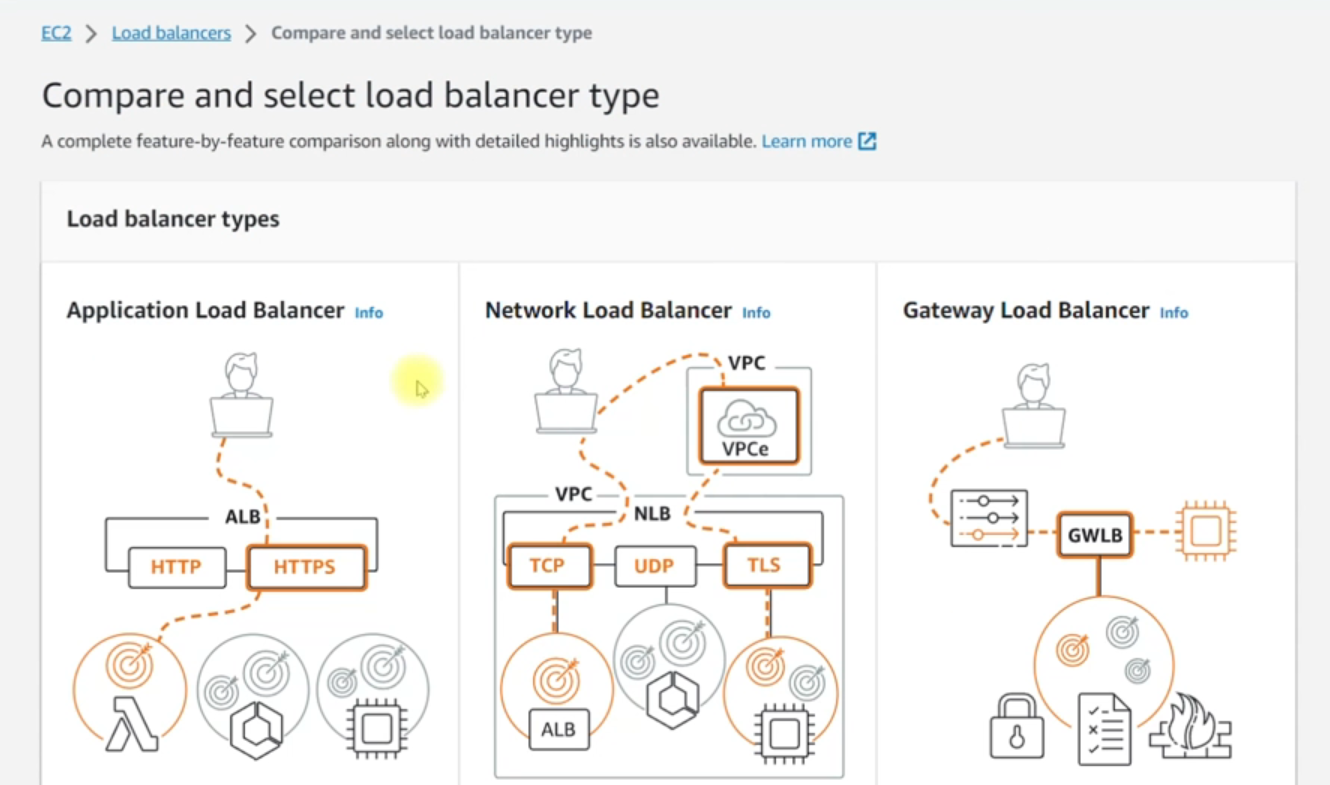 EC2 > Load balancers > Compare and select load balancer type
Compare and select load balancer type
A complete feature-by-feature comparison along with detailed highlights is also available. Learn more
Load balancer types
Application Load Balancer Info
ALB
HTTP
HTTPS
Network Load Balancer Info
VPC
VPCe
VPC
NLB
TCP
UDP
TLS
ALB
Gateway Load Balancer Info
GWLB